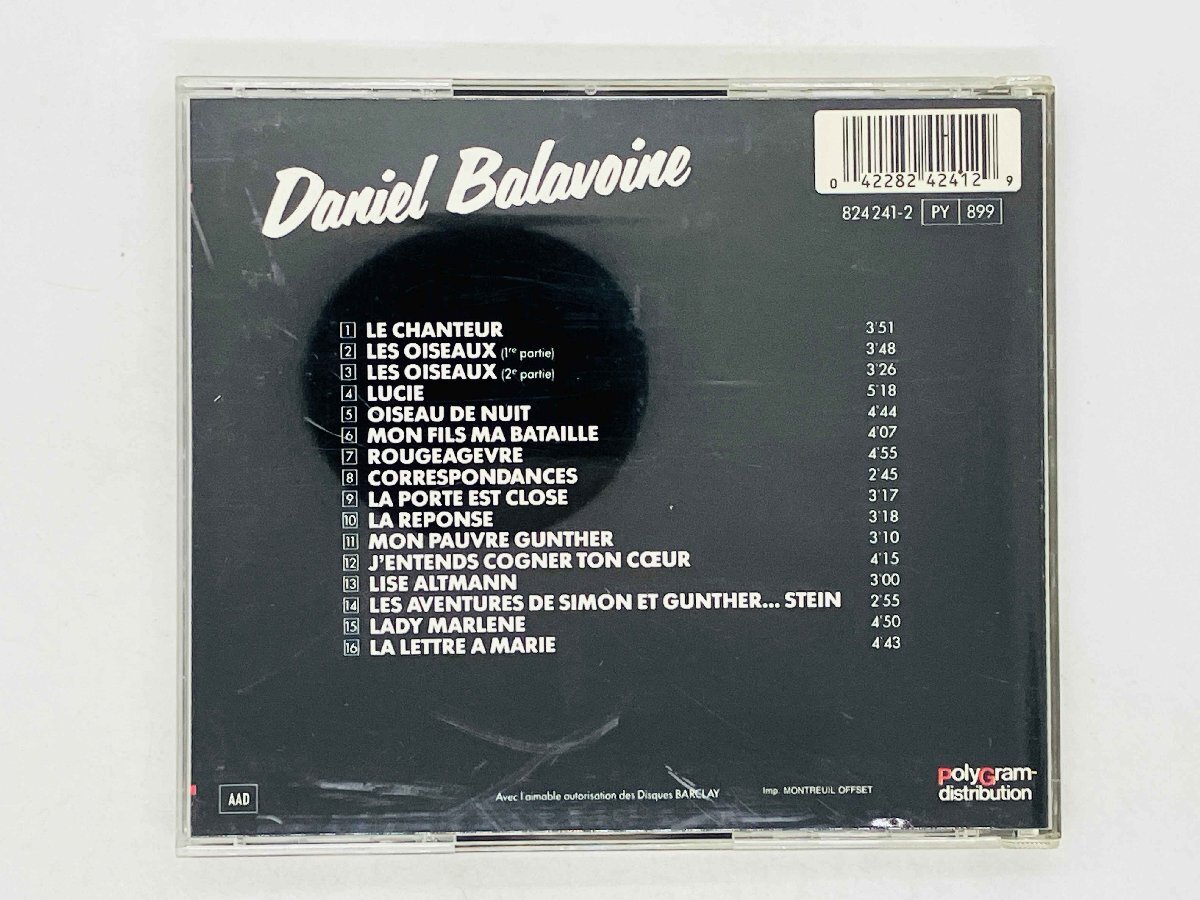 Daniel Balavoine
0 42282 42412 9
824 241-2 PY 899
1 LE CHANTEUR 3'51
2 LES OISEAUX (1re partie) 3'48
3 LES OISEAUX (2e partie) 3'26
4 LUCIE 5'18
5 OISEAU DE NUIT 4'44
6 MON FILS MA BATAILLE 4'07
7 ROUGEAGEVRE 4'55
8 CORRESPONDANCES 2'45
9 LA PORTE EST CLOSE 3'17
10 LA REPONSE 3'18
11 MON PAUVRE GUNTHER 3'10
12 J'ENTENDS COGNER TON CŒUR 4'15
13 LISE ALTMANN 3'00
14 LES AVENTURES DE SIMON ET GUNTHER... STEIN 2'55
15 LADY MARLENE 4'50
16 LA LETTRE A MARIE 4'43
AAD
Avec l'aimable autorisation des Disques BARCLAY
Imp. MONTREUIL OFFSET
PolyGram-
distribution